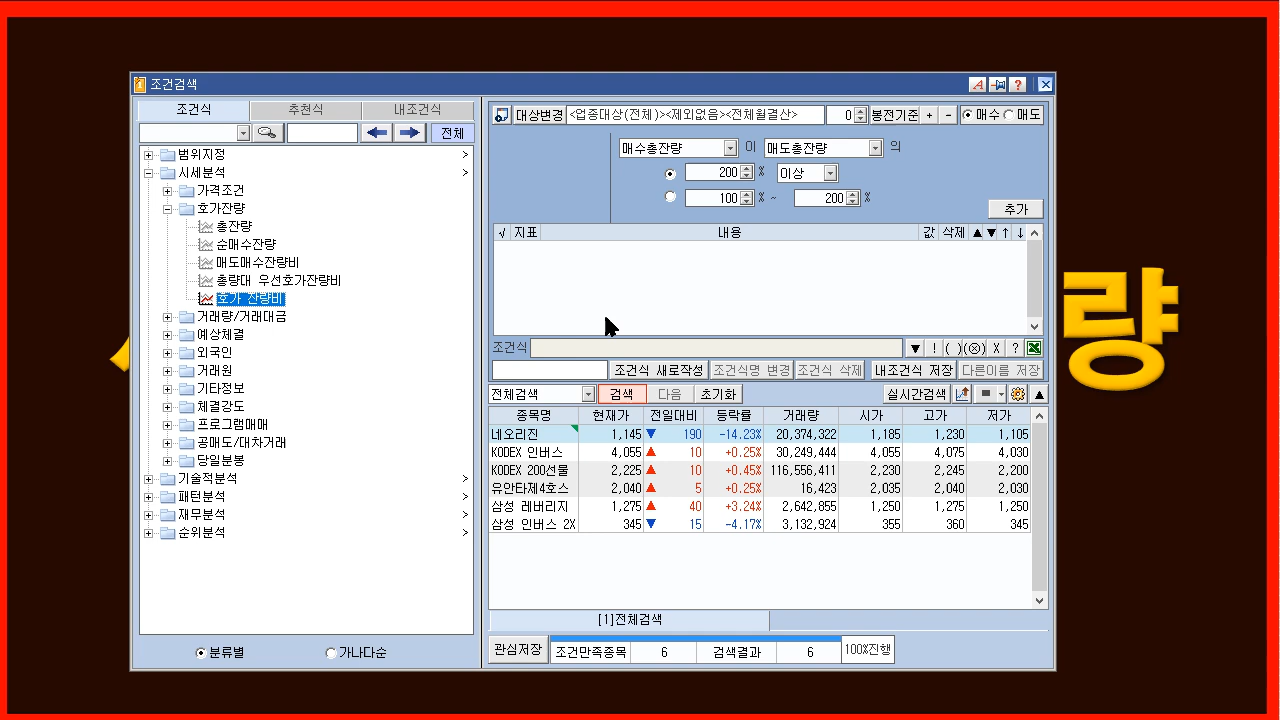 조건검색
조건식 추천식 내조건식
전체
범위지정 >
시세분석 >
가격조건
호가잔량
총잔량
순매수잔량
매도매수잔량비
총량대 우선호가잔량비
호가 잔량비
거래량/거래대금
예상체결
외국인
거래원
기타정보
체결강도
프로그램매매
공매도/대차거래
당일분봉
기술적분석 >
패턴분석 >
재무분석 >
순위분석 >
분류별 가나다순
대상변경 <업종대상(전체)><제외없음><전체월결산> 0 봉전기준 + - 매수 매도
매수총잔량 이 매도총잔량 의
200 % 이상
100 % ~ 200 %
추가
√ 지표 내용 값 삭제 ▲ ▼ ↑ ↓
조건식 ▼ ! ( ) (⊗) X ?
조건식 새로작성 조건식명 변경 조건식 삭제 내조건식 저장 다른이름 저장
전체검색 검색 다음 초기화 실시간검색 ▲
종목명 현재가 전일대비 등락률 거래량 시가 고가 저가
네오리진 1,145 ▼ 190 -14.23% 20,374,322 1,185 1,230 1,105
KODEX 인버스 4,055 ▲ 10 +0.25% 30,249,444 4,055 4,075 4,030
KODEX 200선물 2,225 ▲ 10 +0.45% 116,556,411 2,230 2,245 2,200
유안타제4호스 2,040 ▲ 5 +0.25% 16,423 2,035 2,040 2,030
삼성 레버리지 1,275 ▲ 40 +3.24% 2,642,855 1,250 1,275 1,250
삼성 인버스 2X 345 ▼ 15 -4.17% 3,132,924 355 360 345
[1]전체검색
관심저장 조건만족종목 6 검색결과 6 100%진행
량